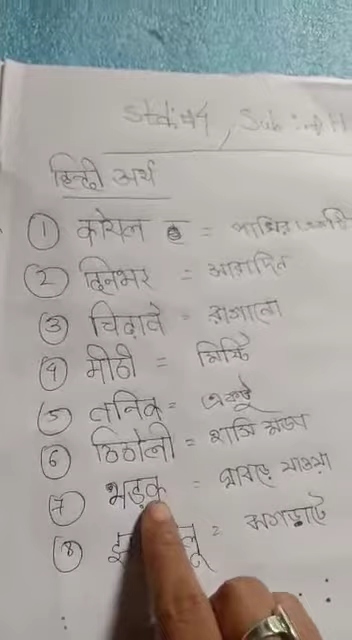 Std: 4, Sub: H
हिन्दी अर्थ
① कोयल =
② दिनभर = সারাদিন
③ चिढ़ावे = রাগানো
④ मीठी = মিষ্টি
⑤ तनिक = একটু
⑥ ठिठोली = হাসি মজা
⑦ भड़क = ঘাবড়ে যাওয়া
⑧ = ঝগড়াটে